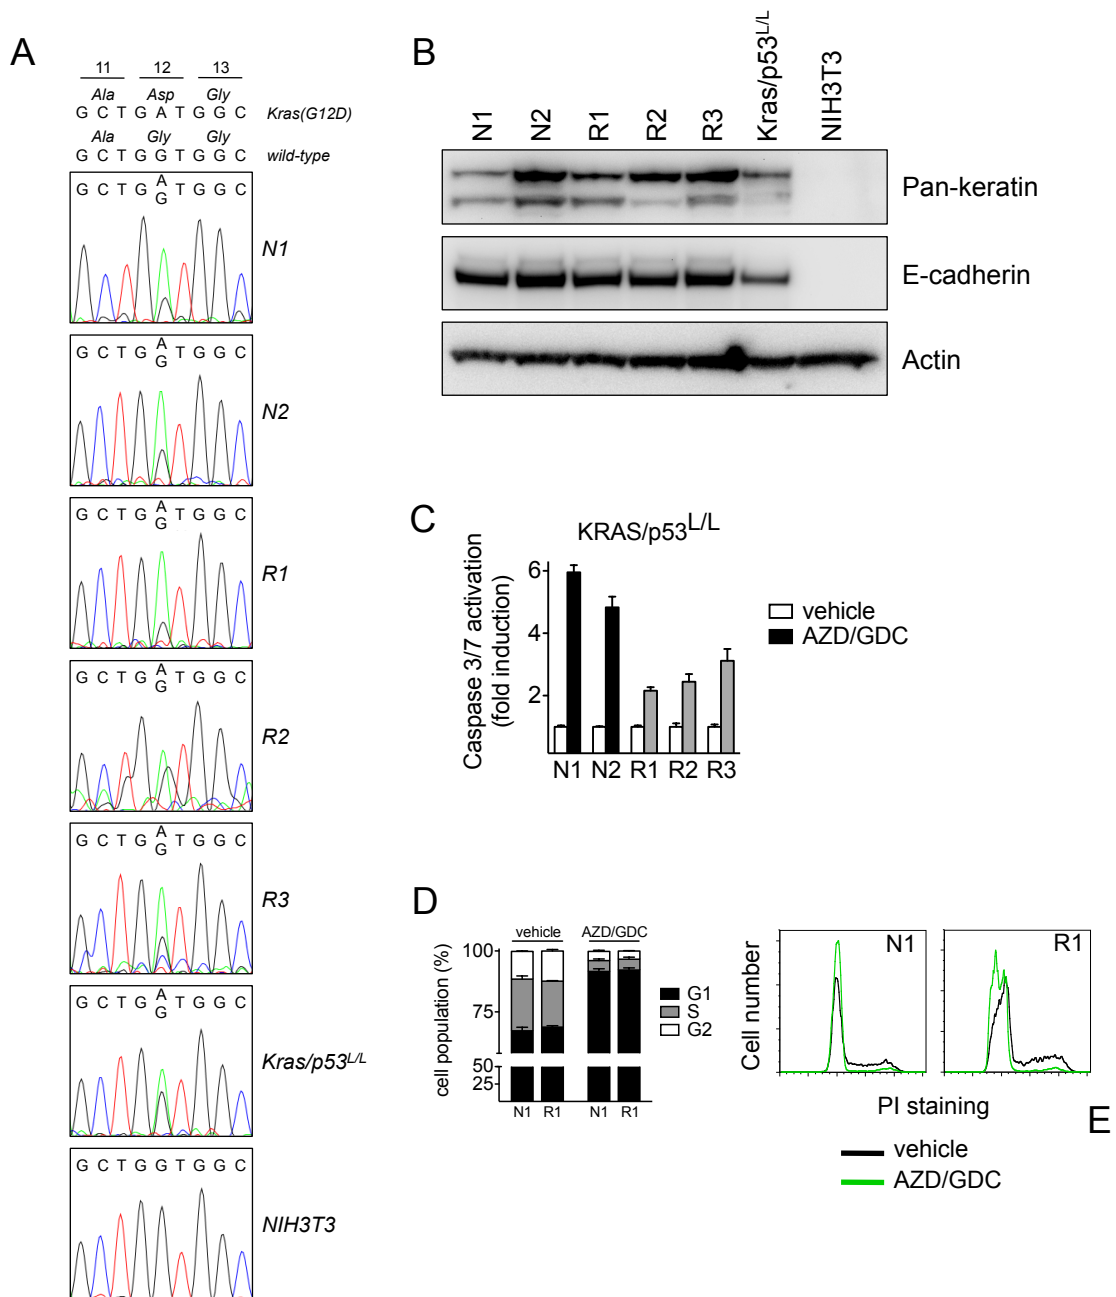 A
11 12 13
Ala Asp Gly
G C T G A T G G C Kras(G12D)
Ala Gly Gly
G C T G G T G G C wild-type
A
G C T G T G G C
G
N1
A
G C T G T G G C
G
N2
A
G C T G T G G C
G
R1
A
G C T G T G G C
G
R2
A
G C T G T G G C
G
R3
A
G C T G T G G C
G
Kras/p53L/L
G C T G G T G G C
NIH3T3
B
N1 N2 R1 R2 R3 Kras/p53L/L NIH3T3
Pan-keratin
E-cadherin
Actin
C
KRAS/p53L/L
Caspase 3/7 activation
(fold induction)
6
4
2
N1 N2 R1 R2 R3
vehicle
AZD/GDC
D
vehicle AZD/GDC
cell population (%)
100
75
50
25
N1 R1 N1 R1
G1
S
G2
Cell number
N1 R1
PI staining
E
vehicle
AZD/GDC